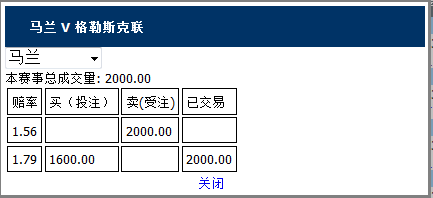 马兰 V 格勒斯克联
马兰
本赛事总成交量: 2000.00
赔率 买（投注） 卖(受注) 已交易
1.56 2000.00
1.79 1600.00 2000.00
关闭